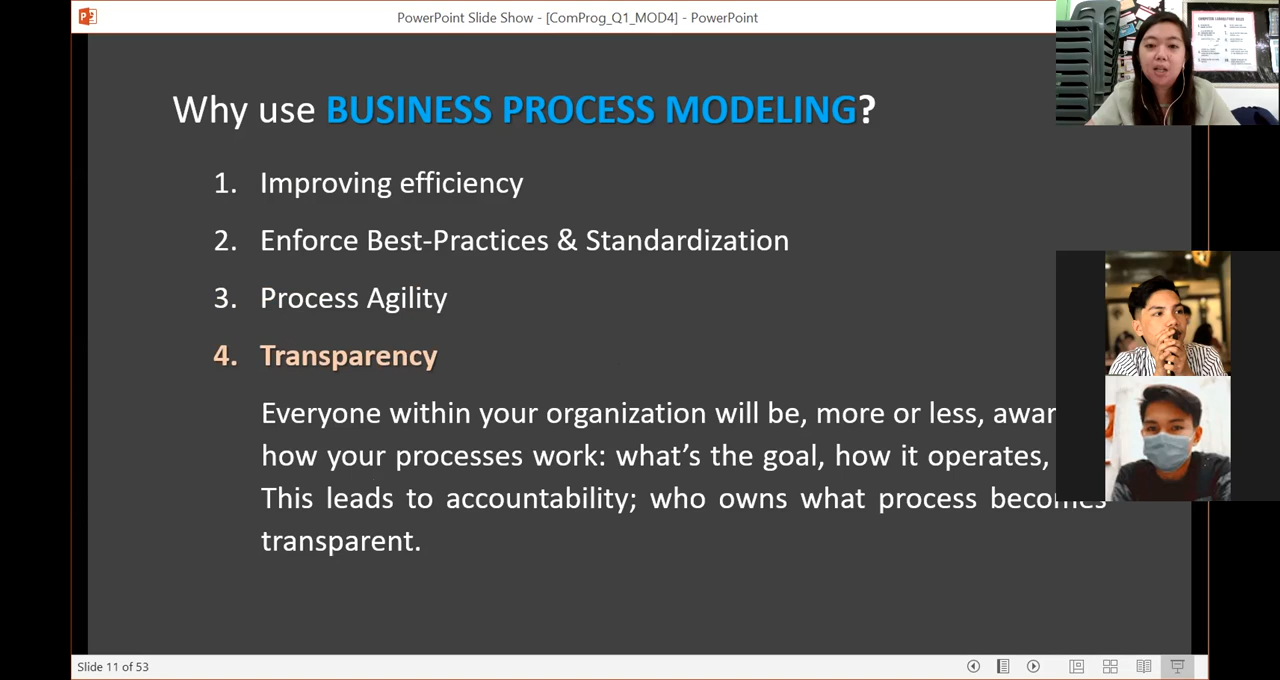 PowerPoint Slide Show - [ComProg_Q1_MOD4] - PowerPoint
Why use BUSINESS PROCESS MODELING?
1. Improving efficiency
2. Enforce Best-Practices & Standardization
3. Process Agility
4. Transparency
Everyone within your organization will be, more or less,
how your processes work: what's the goal, how it operates,
This leads to accountability; who owns what process becomes
transparent.
Slide 11 of 53